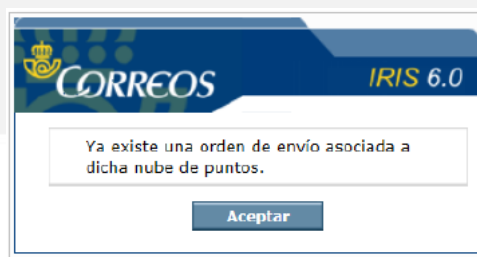 CORREOS
IRIS 6.0
Ya existe una orden de envío asociada a
dicha nube de puntos.
Aceptar